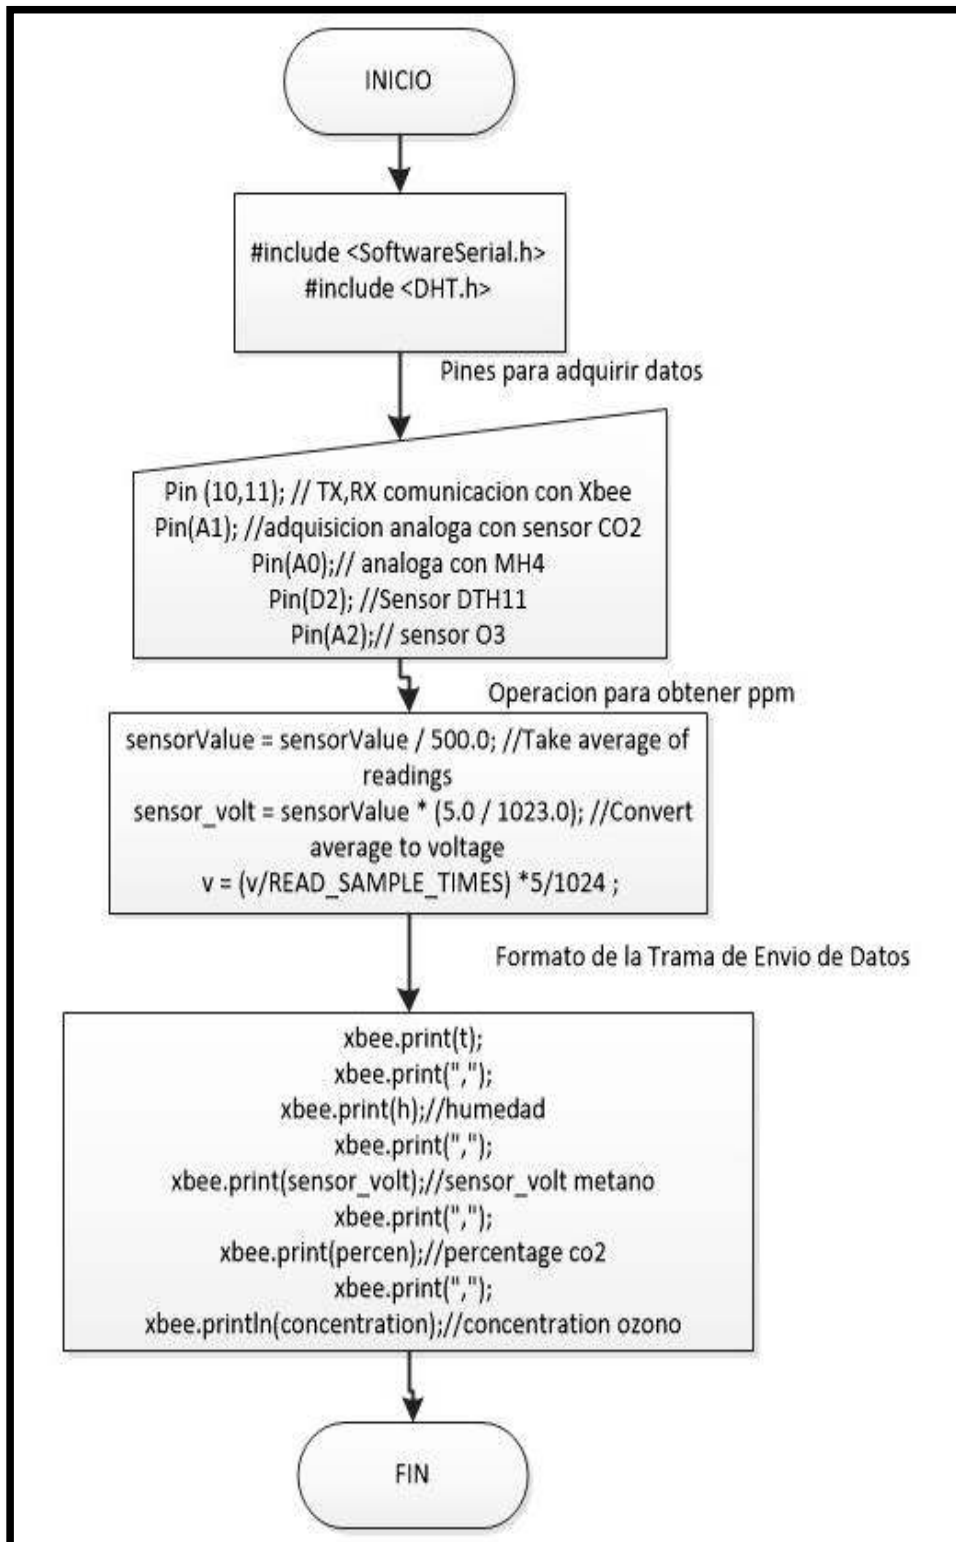 INICIO
#include <SoftwareSerial.h>
#include <DHT.h>
Pines para adquirir datos
Pin (10,11); // TX,RX comunicacion con Xbee
Pin(A1); //adquisicion analoga con sensor CO2
Pin(A0);// analoga con MH4
Pin(D2); //Sensor DTH11
Pin(A2);// sensor O3
Operacion para obtener ppm
sensorValue = sensorValue / 500.0; //Take average of
readings
sensor_volt = sensorValue * (5.0 / 1023.0); //Convert
average to voltage
v = (v/READ_SAMPLE_TIMES) *5/1024 ;
Formato de la Trama de Envio de Datos
xbee.print(t);
xbee.print(",");
xbee.print(h);//humedad
xbee.print(",");
xbee.print(sensor_volt);//sensor_volt metano
xbee.print(",");
xbee.print(percen);//percentage co2
xbee.print(",");
xbee.println(concentration);//concentration ozono
FIN